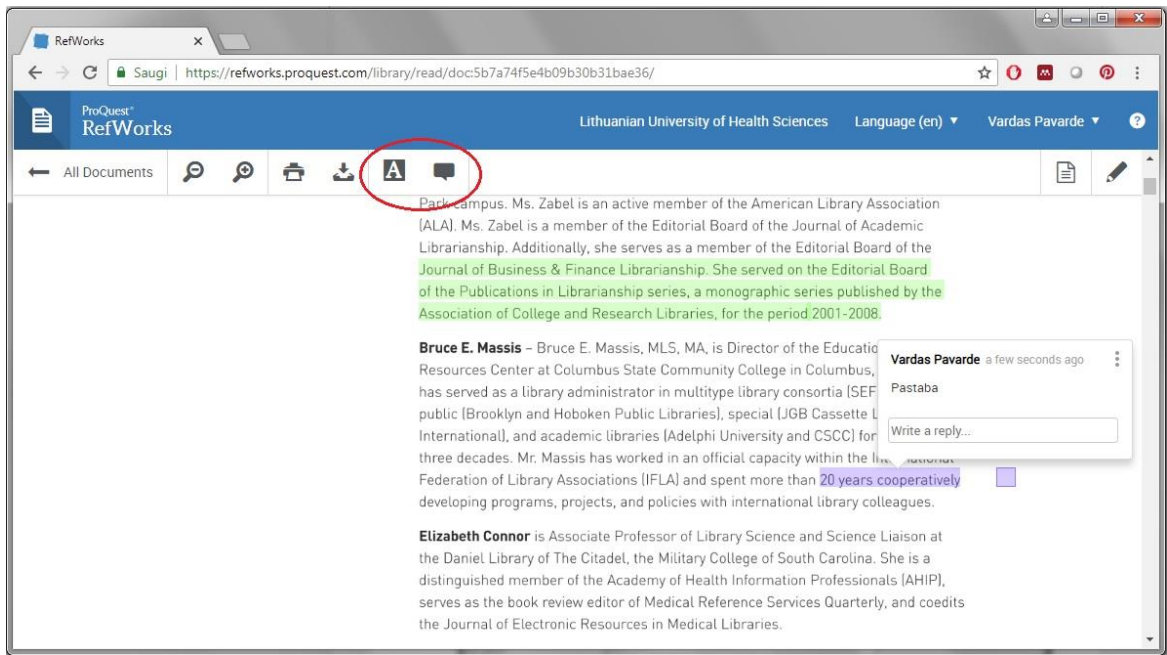 RefWorks
Saugi | https://refworks.proquest.com/library/read/doc:5b7a74f5e4b09b30b31bae36/
ProQuest®
RefWorks
Lithuanian University of Health Sciences Language (en) Vardas Pavarde ?
All Documents A
Park campus. Ms. Zabel is an active member of the American Library Association
(ALA). Ms. Zabel is a member of the Editorial Board of the Journal of Academic
Librarianship. Additionally, she serves as a member of the Editorial Board of the
Journal of Business & Finance Librarianship. She served on the Editorial Board
of the Publications in Librarianship series, a monographic series published by the
Association of College and Research Libraries, for the period 2001-2008.
Bruce E. Massis – Bruce E. Massis, MLS, MA, is Director of the Educatio
Resources Center at Columbus State Community College in Columbus,
has served as a library administrator in multitype library consortia (SEF
public (Brooklyn and Hoboken Public Libraries), special (JGB Cassette L
International), and academic libraries (Adelphi University and CSCC) for
three decades. Mr. Massis has worked in an official capacity within the
Federation of Library Associations (IFLA) and spent more than 20 years cooperatively
developing programs, projects, and policies with international library colleagues.
Vardas Pavarde a few seconds ago
Pastaba
Write a reply...
Elizabeth Connor is Associate Professor of Library Science and Science Liaison at
the Daniel Library of The Citadel, the Military College of South Carolina. She is a
distinguished member of the Academy of Health Information Professionals (AHIP),
serves as the book review editor of Medical Reference Services Quarterly, and coedits
the Journal of Electronic Resources in Medical Libraries.